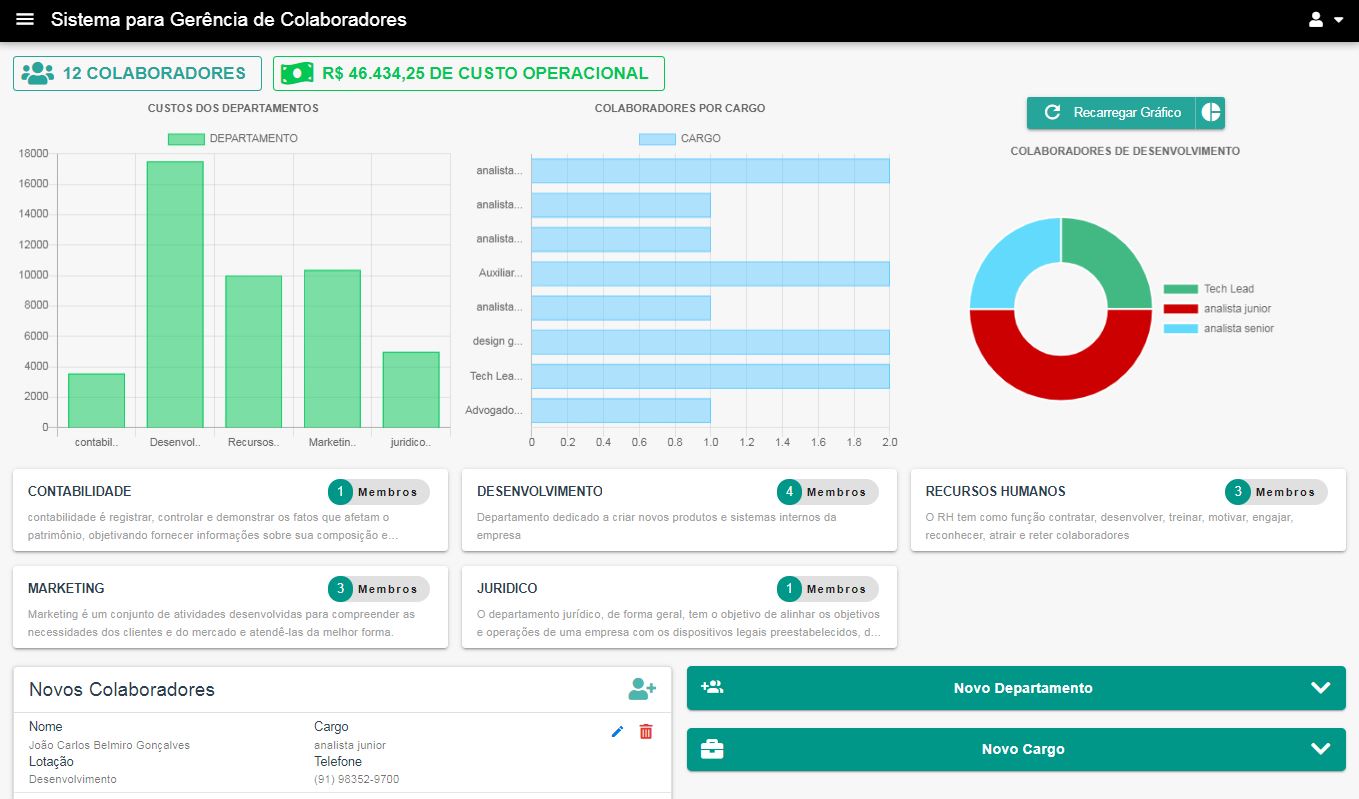 Sistema para Gerência de Colaboradores
12 COLABORADORES
R$ 46.434,25 DE CUSTO OPERACIONAL
CUSTOS DOS DEPARTAMENTOS
DEPARTAMENTO
18000
16000
14000
12000
10000
8000
6000
4000
2000
0
contabil..
Desenvol..
Recursos..
Marketin..
juridico..
COLABORADORES POR CARGO
CARGO
analista...
analista...
analista...
Auxiliar...
analista...
design g...
Tech Lea...
Advogado...
0 0.2 0.4 0.6 0.8 1.0 1.2 1.4 1.6 1.8 2.0
Recarregar Gráfico
COLABORADORES DE DESENVOLVIMENTO
Tech Lead
analista junior
analista senior
CONTABILIDADE
1 Membros
contabilidade é registrar, controlar e demonstrar os fatos que afetam o
patrimônio, objetivando fornecer informações sobre sua composição e...
DESENVOLVIMENTO
4 Membros
Departamento dedicado a criar novos produtos e sistemas internos da
empresa
RECURSOS HUMANOS
3 Membros
O RH tem como função contratar, desenvolver, treinar, motivar, engajar,
reconhecer, atrair e reter colaboradores
MARKETING
3 Membros
Marketing é um conjunto de atividades desenvolvidas para compreender as
necessidades dos clientes e do mercado e atendê-las da melhor forma.
JURIDICO
1 Membros
O departamento jurídico, de forma geral, tem o objetivo de alinhar os objetivos
e operações de uma empresa com os dispositivos legais preestabelecidos, d...
Novos Colaboradores
Nome
João Carlos Belmiro Gonçalves
Lotação
Desenvolvimento
Cargo
analista junior
Telefone
(91) 98352-9700
Novo Departamento
Novo Cargo